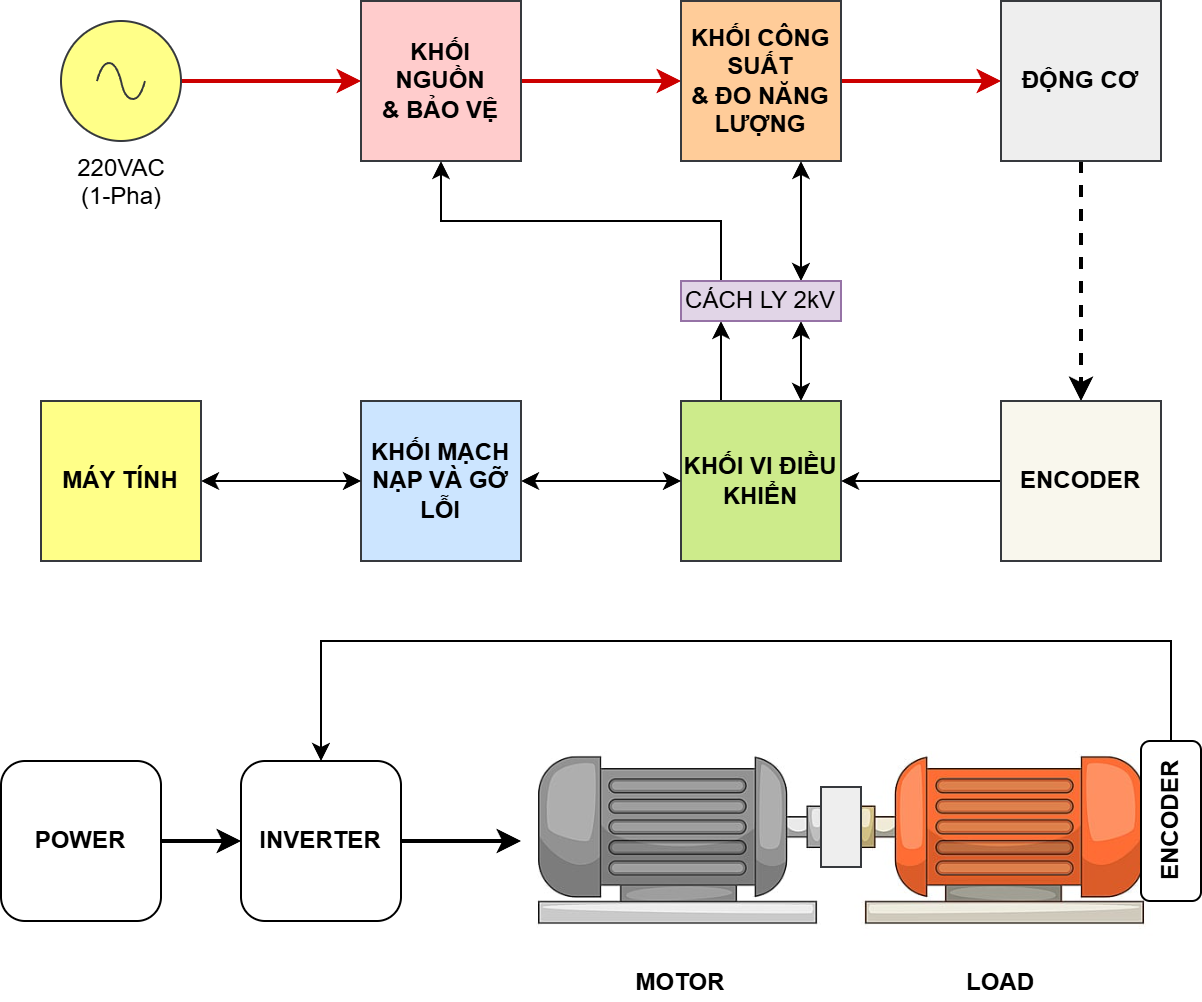 KHỐI
NGUỒN
& BẢO VỆ
KHỐI CÔNG
SUẤT
& ĐO NĂNG
LƯỢNG
ĐỘNG CƠ
220VAC
(1-Pha)
CÁCH LY 2kV
MÁY TÍNH
KHỐI MẠCH
NẠP VÀ GỠ
LỖI
KHỐI VI ĐIỀU
KHIỂN
ENCODER
POWER
INVERTER
ENCODER
MOTOR
LOAD